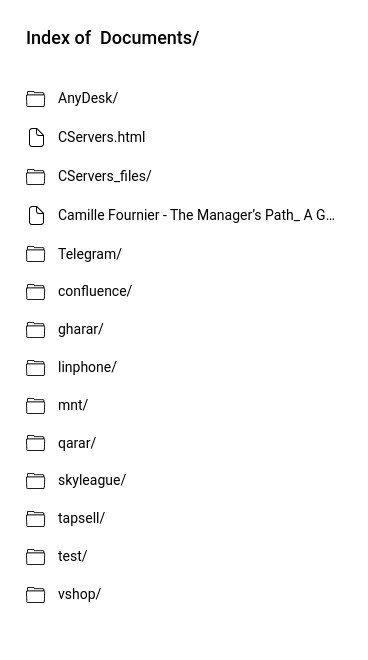 Index of Documents/
AnyDesk/
CServers.html
CServers_files/
Camille Fournier - The Manager’s Path_ A G...
Telegram/
confluence/
gharar/
linphone/
mnt/
qarar/
skyleague/
tapsell/
test/
vshop/